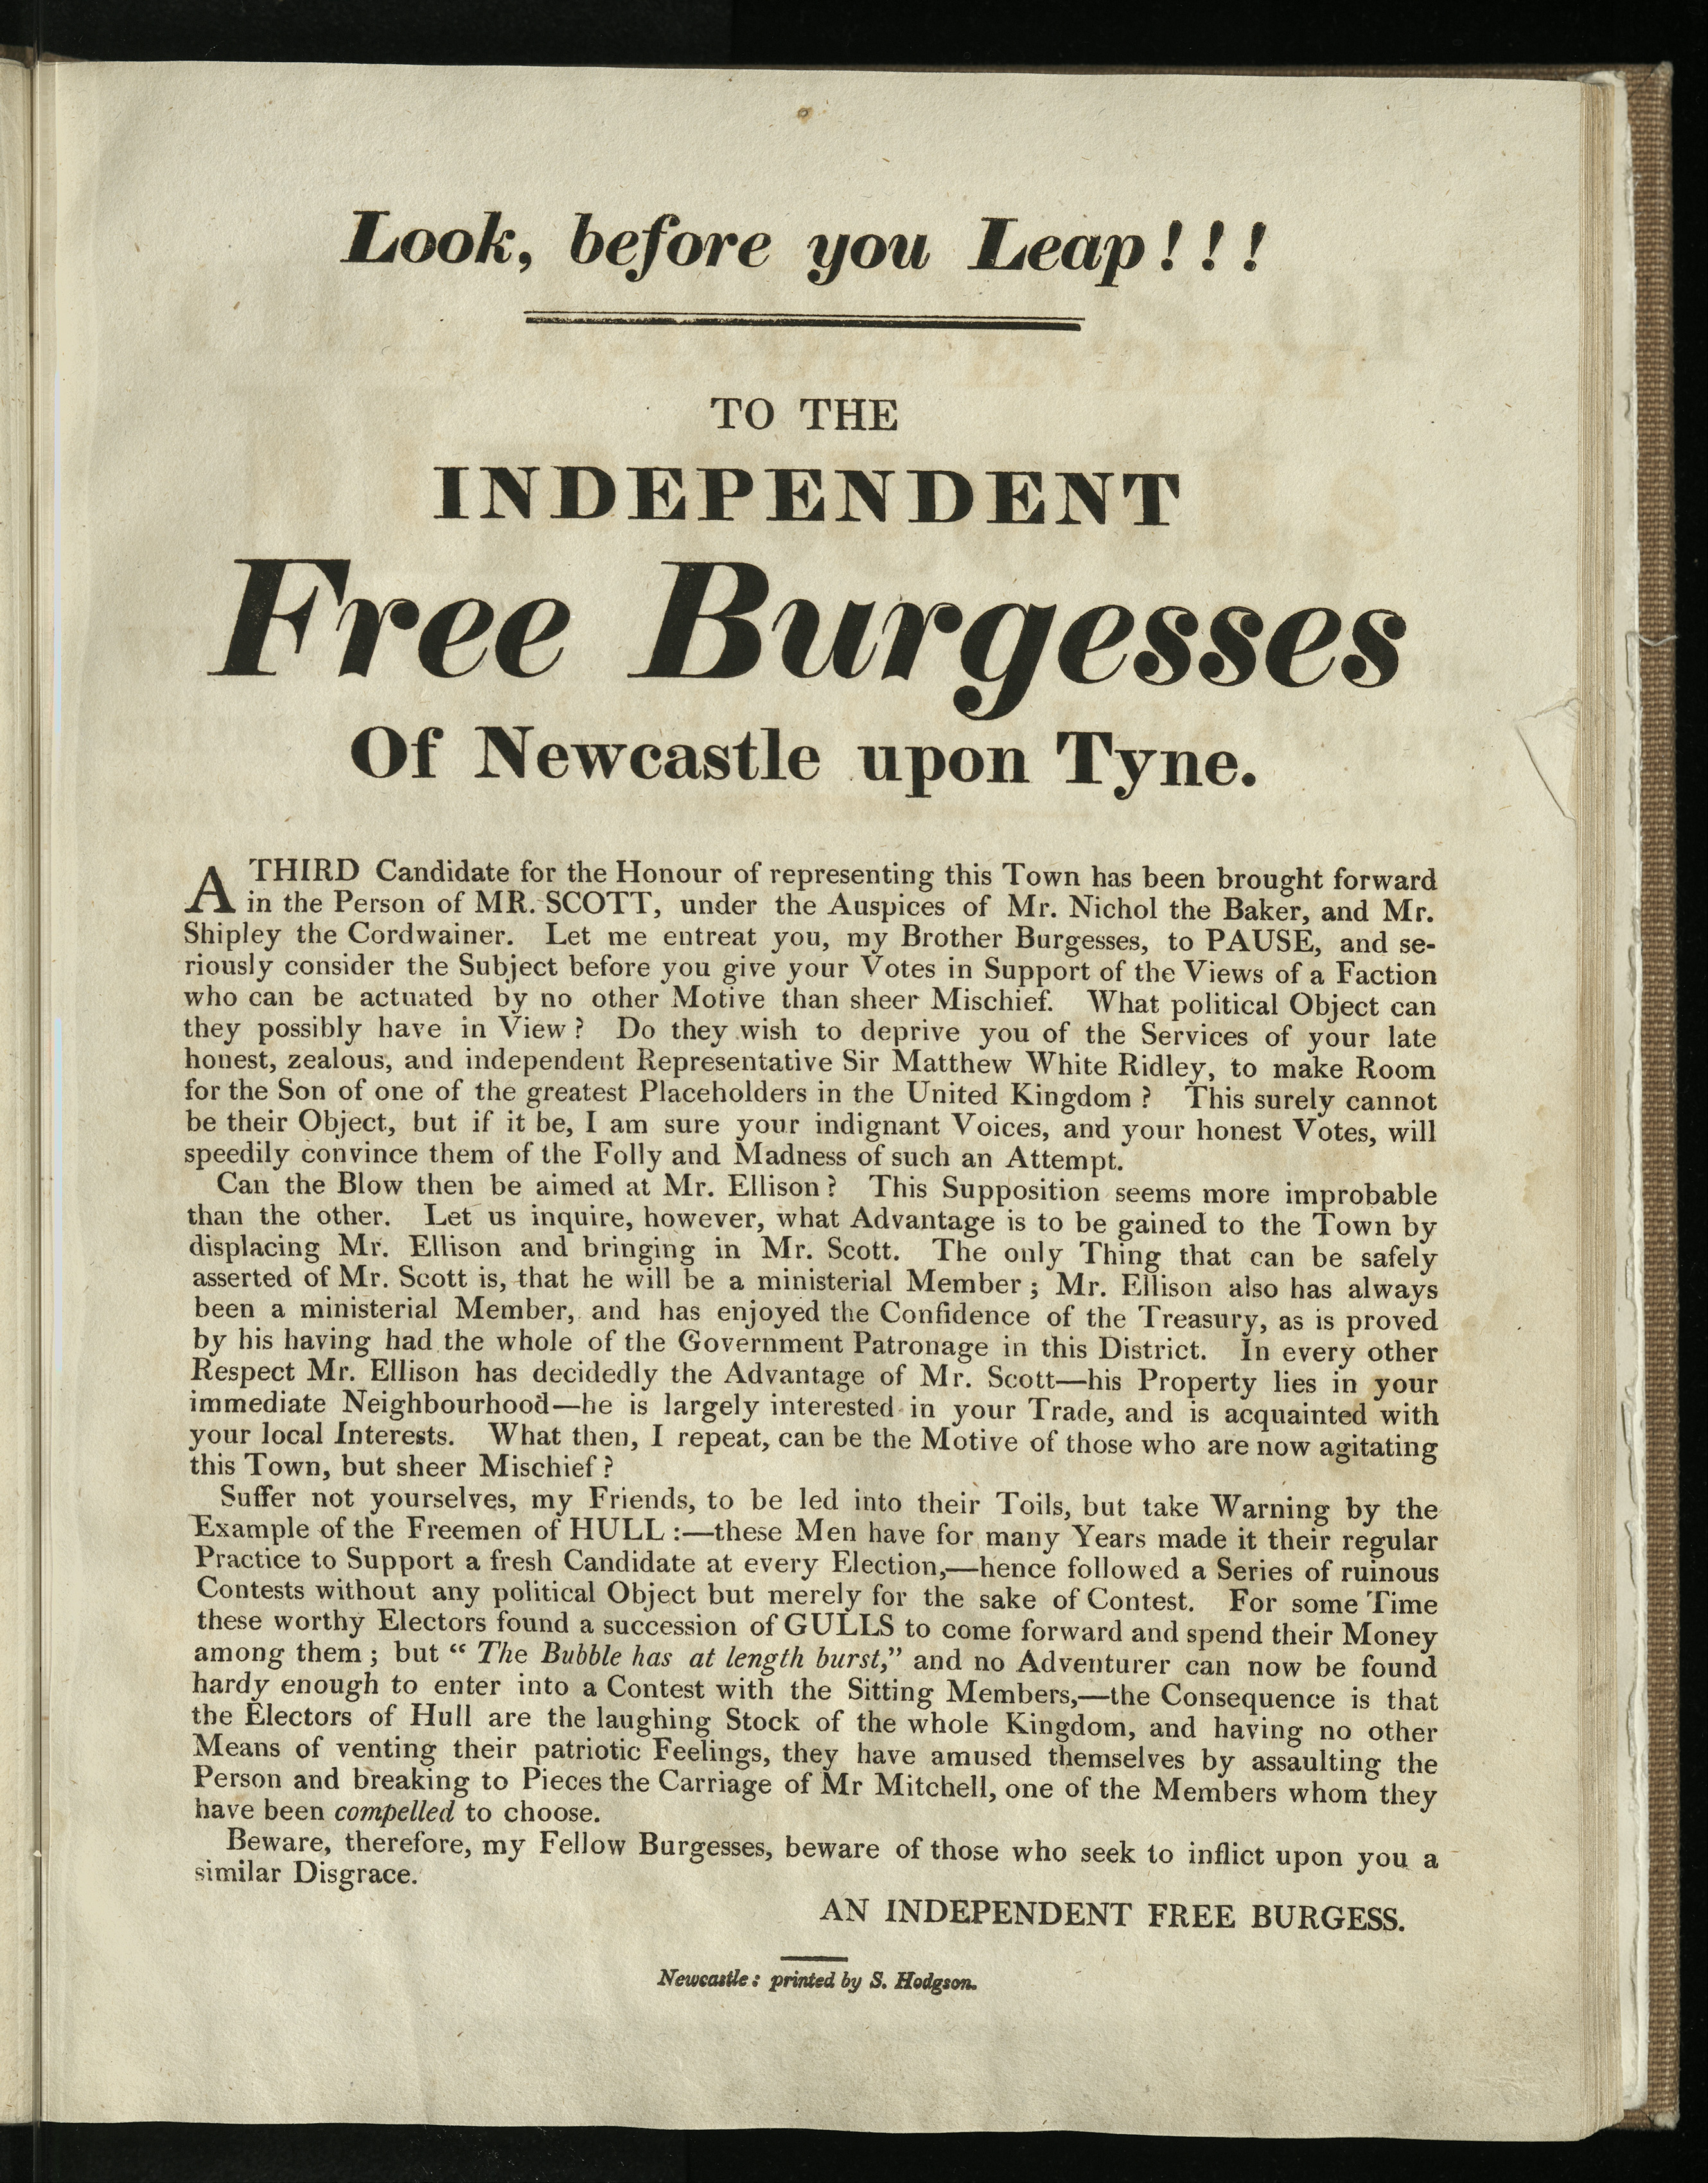 Look, before you Leap!!!
TO THE
INDEPENDENT
Free Burgesses
Of Newcastle upon Tyne.
A THIRD Candidate for the Honour of representing this Town has been brought forward
in the Person of MR. SCOTT, under the Auspices of Mr. Nichol the Baker, and Mr.
Shipley the Cordwainer. Let me entreat you, my Brother Burgesses, to PAUSE, and se-
riously consider the Subject before you give your Votes in Support of the Views of a Faction
who can be actuated by no other Motive than sheer Mischief. What political Object can
they possibly have in View? Do they wish to deprive you of the Services of your late
honest, zealous, and independent Representative Sir Matthew White Ridley, to make Room
for the Son of one of the greatest Placeholders in the United Kingdom? This surely cannot
be their Object, but if it be, I am sure your indignant Voices, and your honest Votes, will
speedily convince them of the Folly and Madness of such an Attempt.
Can the Blow then be aimed at Mr. Ellison? This Supposition seems more improbable
than the other. Let us inquire, however, what Advantage is to be gained to the Town by
displacing Mr. Ellison and bringing in Mr. Scott. The only Thing that can be safely
asserted of Mr. Scott is, that he will be a ministerial Member; Mr. Ellison also has always
been a ministerial Member, and has enjoyed the Confidence of the Treasury, as is proved
by his having had the whole of the Government Patronage in this District. In every other
Respect Mr. Ellison has decidedly the Advantage of Mr. Scott—his Property lies in your
immediate Neighbourhood—he is largely interested in your Trade, and is acquainted with
your local Interests. What then, I repeat, can be the Motive of those who are now agitating
this Town, but sheer Mischief?
Suffer not yourselves, my Friends, to be led into their Toils, but take Warning by the
Example of the Freemen of HULL:—these Men have for many Years made it their regular
Practice to Support a fresh Candidate at every Election,—hence followed a Series of ruinous
Contests without any political Object but merely for the sake of Contest. For some Time
these worthy Electors found a succession of GULLS to come forward and spend their Money
among them; but "The Bubble has at length burst," and no Adventurer can now be found
hardy enough to enter into a Contest with the Sitting Members,—the Consequence is that
the Electors of Hull are the laughing Stock of the whole Kingdom, and having no other
Means of venting their patriotic Feelings, they have amused themselves by assaulting the
Person and breaking to Pieces the Carriage of Mr Mitchell, one of the Members whom they
have been compelled to choose.
Beware, therefore, my Fellow Burgesses, beware of those who seek to inflict upon you a
similar Disgrace.
AN INDEPENDENT FREE BURGESS.
Newcastle: printed by S. Hodgson.